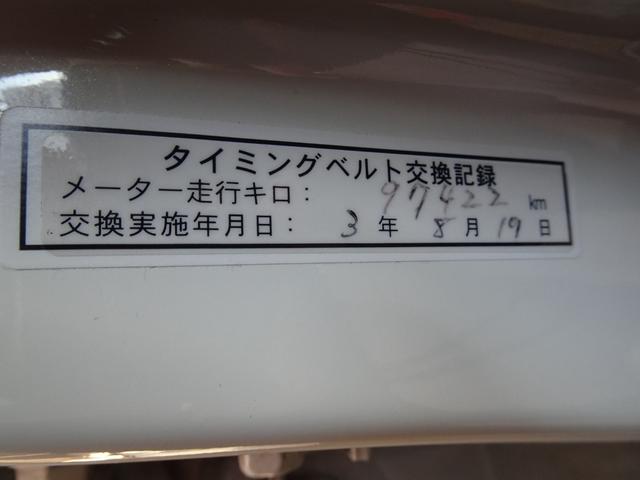 タイミングベルト交換記録
メーター走行キロ： 97422 km
交換実施年月日： 3 年 8 月 19 日